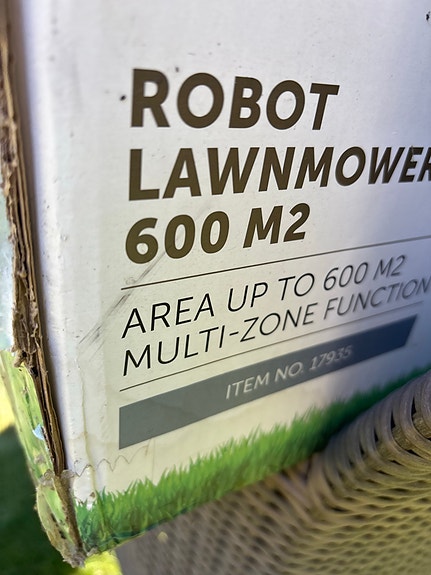 ROBOT
LAWNMOWER
600 M2
AREA UP TO 600 M2
MULTI-ZONE FUNCTION
ITEM NO. 17935